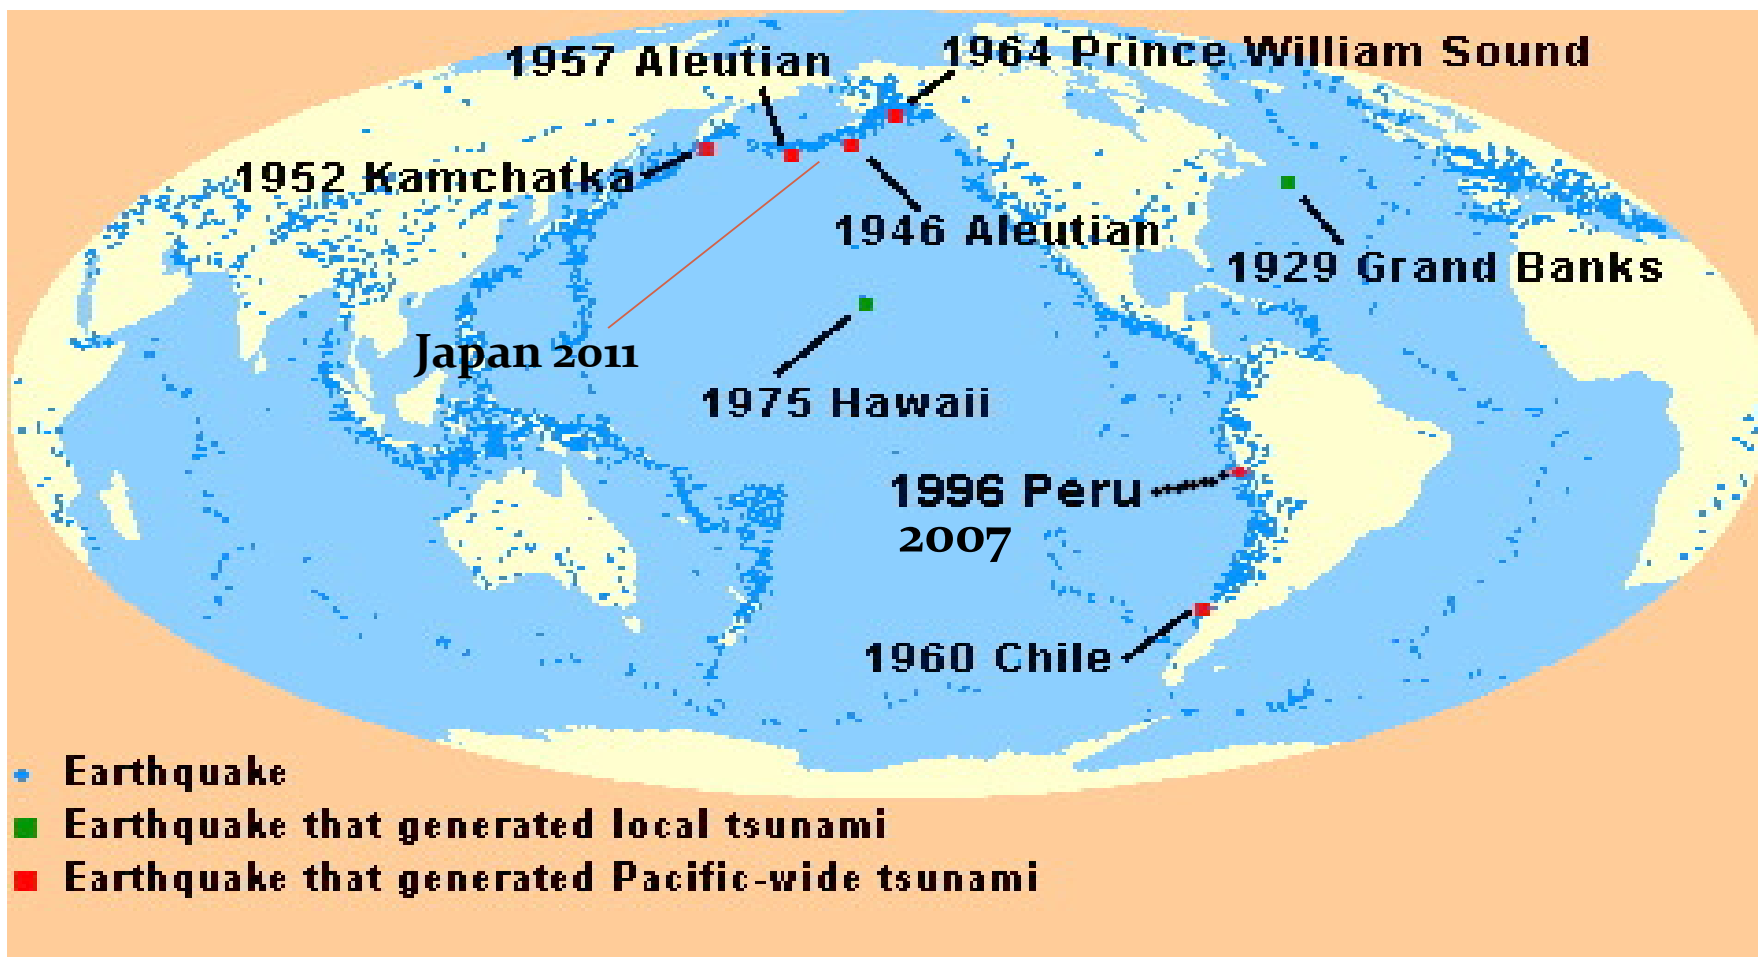 1957 Aleutian
1964 Prince William Sound
1952 Kamchatka
1946 Aleutian
1929 Grand Banks
Japan 2011
1975 Hawaii
1996 Peru
2007
1960 Chile
Earthquake
Earthquake that generated local tsunami
Earthquake that generated Pacific-wide tsunami